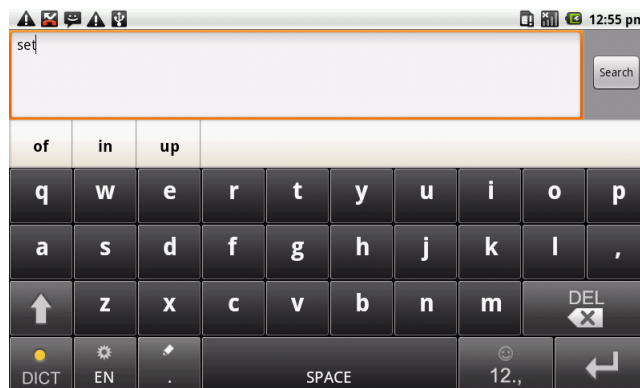 12:55 pm
set
Search
of in up
q w e r t y u i o p
a s d f g h j k l ,
z x c v b n m DEL
DICT EN . SPACE 12.,